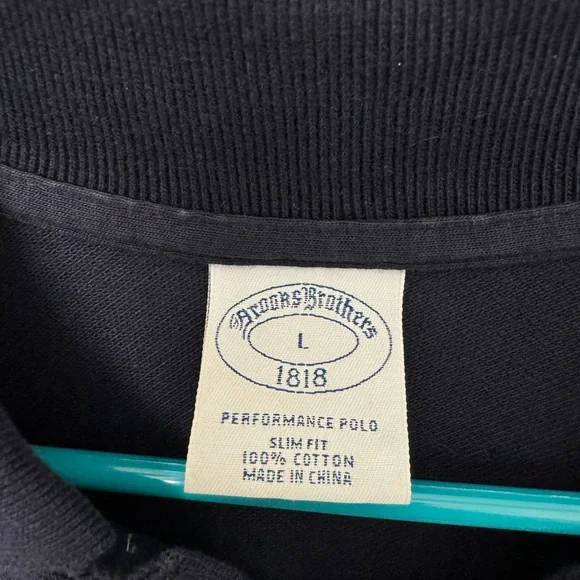 Brooks Brothers
L
1818
PERFORMANCE POLO
SLIM FIT
100% COTTON
MADE IN CHINA